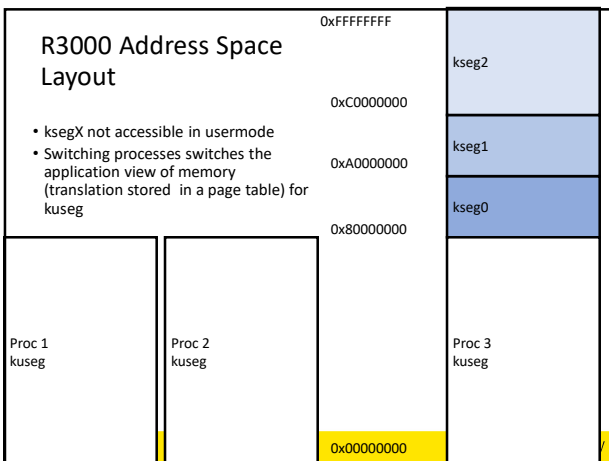 R3000 Address Space
Layout
• ksegX not accessible in usermode
• Switching processes switches the
application view of memory
(translation stored in a page table) for
kuseg
0xFFFFFFFF
0xC0000000
0xA0000000
0x80000000
kseg2
kseg1
kseg0
Proc 1
kuseg
Proc 2
kuseg
Proc 3
kuseg
0x00000000